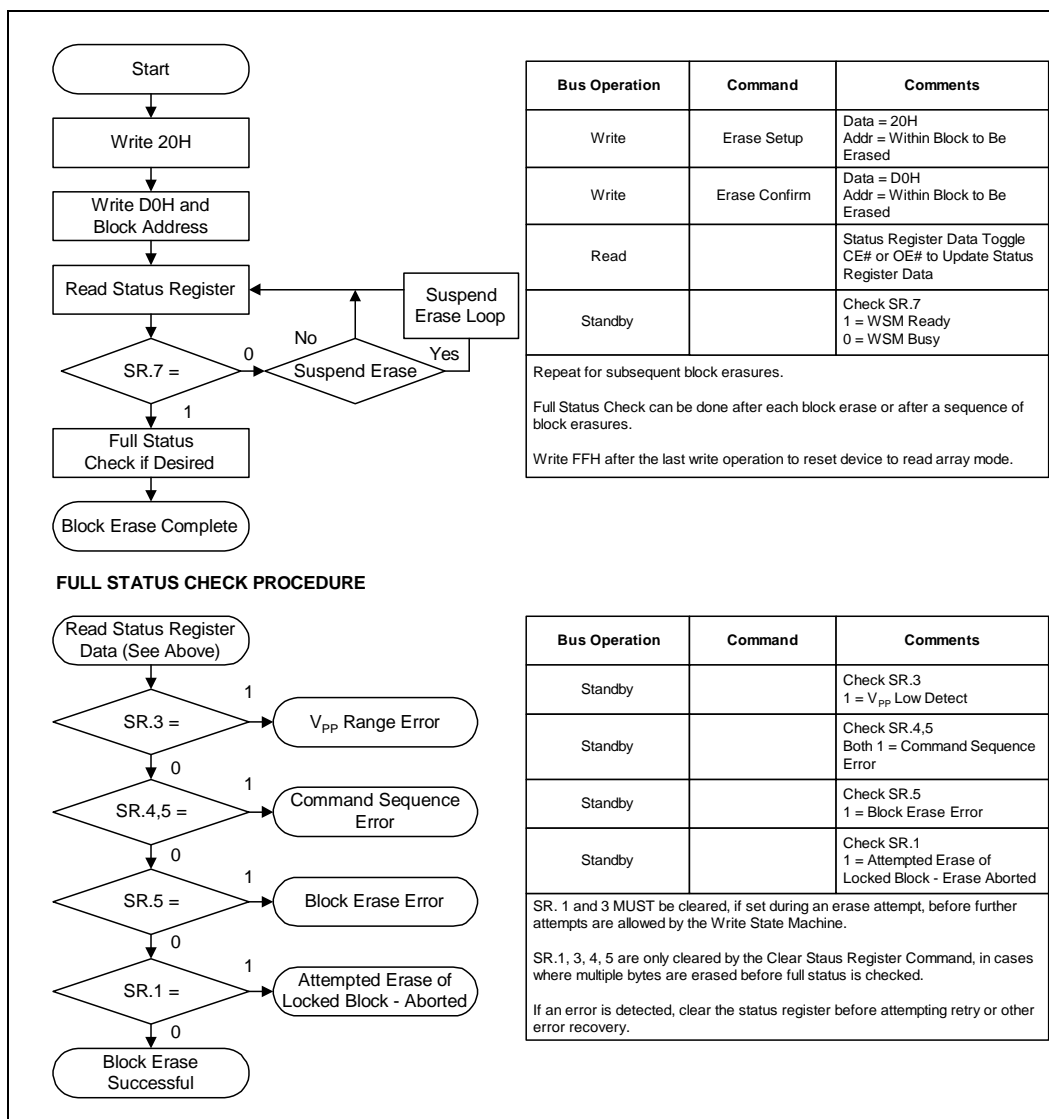 Start
Write 20H
Write D0H and
Block Address
Read Status Register
Suspend
Erase Loop
No
Yes
0
SR.7 =
Suspend Erase
1
Full Status
Check if Desired
Block Erase Complete
Bus Operation Command Comments
Write Erase Setup Data = 20H
Addr = Within Block to Be
Erased
Write Erase Confirm Data = D0H
Addr = Within Block to Be
Erased
Read Status Register Data Toggle
CE# or OE# to Update Status
Register Data
Standby Check SR.7
1 = WSM Ready
0 = WSM Busy
Repeat for subsequent block erasures.
Full Status Check can be done after each block erase or after a sequence of
block erasures.
Write FFH after the last write operation to reset device to read array mode.
FULL STATUS CHECK PROCEDURE
Read Status Register
Data (See Above)
1
SR.3 =
VPP Range Error
0
1
SR.4,5 =
Command Sequence
Error
0
1
SR.5 =
Block Erase Error
0
1
SR.1 =
Attempted Erase of
Locked Block - Aborted
0
Block Erase
Successful
Bus Operation Command Comments
Standby Check SR.3
1 = VPP Low Detect
Standby Check SR.4,5
Both 1 = Command Sequence
Error
Standby Check SR.5
1 = Block Erase Error
Standby Check SR.1
1 = Attempted Erase of
Locked Block - Erase Aborted
SR. 1 and 3 MUST be cleared, if set during an erase attempt, before further
attempts are allowed by the Write State Machine.
SR.1, 3, 4, 5 are only cleared by the Clear Staus Register Command, in cases
where multiple bytes are erased before full status is checked.
If an error is detected, clear the status register before attempting retry or other
error recovery.